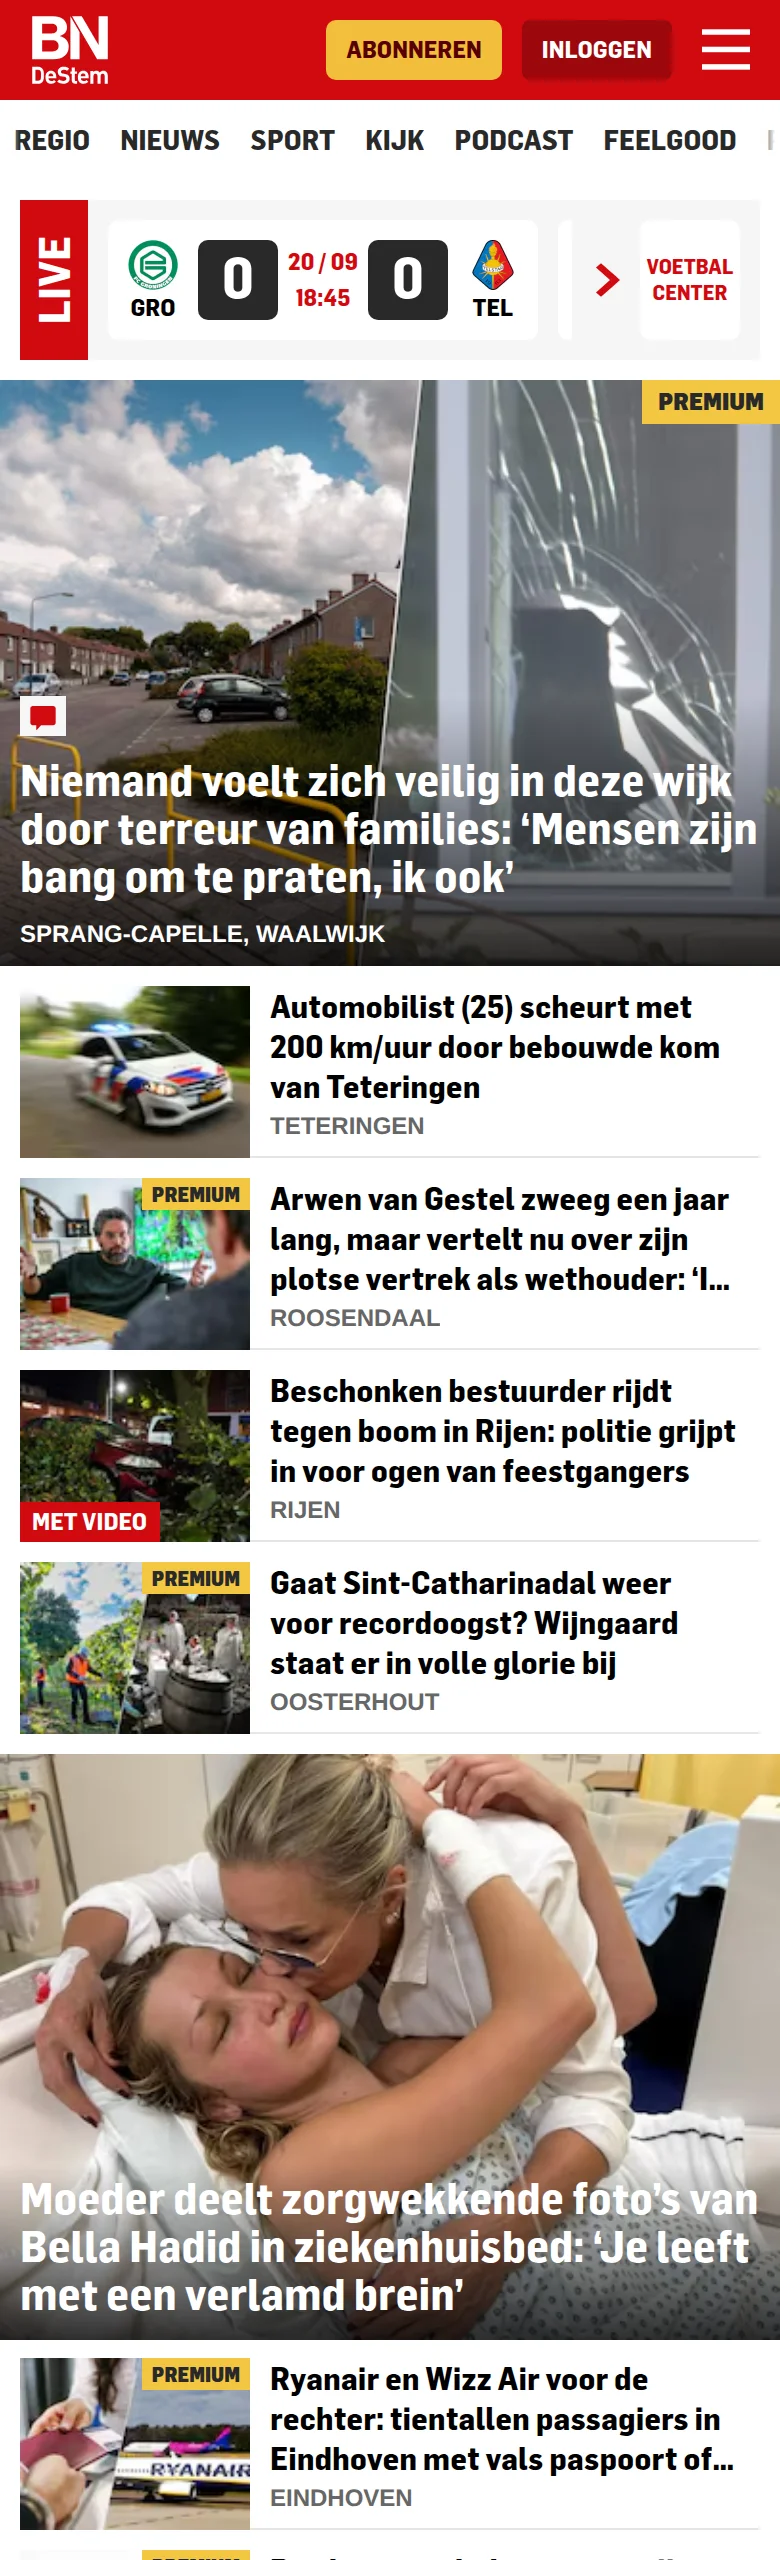 BN
DeStem
ABONNEREN
INLOGGEN
REGIO NIEUWS SPORT KIJK PODCAST FEELGOOD
LIVE
GRO
0
20 / 09
18:45
0
TEL
VOETBAL
CENTER
PREMIUM
Niemand voelt zich veilig in deze wijk
door terreur van families: ‘Mensen zijn
bang om te praten, ik ook’
SPRANG-CAPELLE, WAALWIJK
Automobilist (25) scheurt met
200 km/uur door bebouwde kom
van Teteringen
TETERINGEN
PREMIUM
Arwen van Gestel zweeg een jaar
lang, maar vertelt nu over zijn
plotse vertrek als wethouder: ‘I...
ROOSENDAAL
MET VIDEO
Beschonken bestuurder rijdt
tegen boom in Rijen: politie grijpt
in voor ogen van feestgangers
RIJEN
PREMIUM
Gaat Sint-Catharinadal weer
voor recordoogst? Wijngaard
staat er in volle glorie bij
OOSTERHOUT
Moeder deelt zorgwekkende foto’s van
Bella Hadid in ziekenhuisbed: ‘Je leeft
met een verlamd brein’
PREMIUM
RYANAIR
Ryanair en Wizz Air voor de
rechter: tientallen passagiers in
Eindhoven met vals paspoort of...
EINDHOVEN